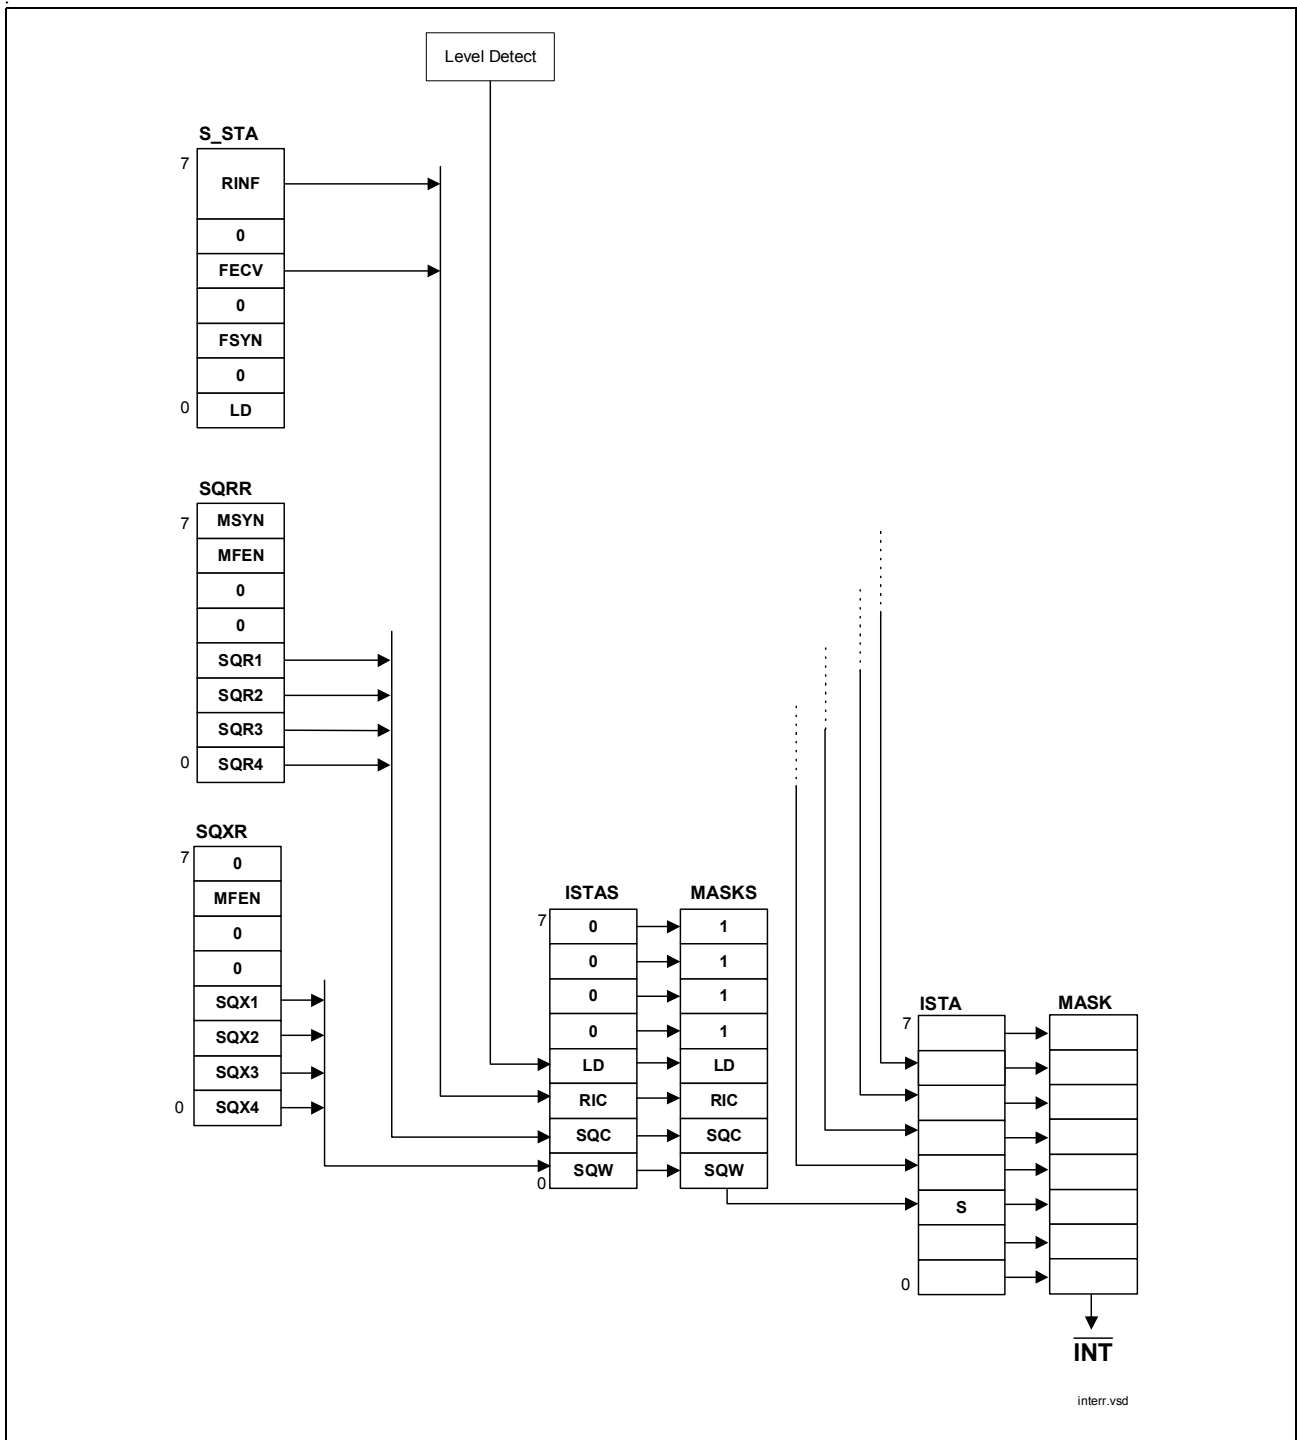 Level Detect
S_STA
7
RINF
0
FECV
0
FSYN
0
0 LD
SQRR
7 MSYN
MFEN
0
0
SQR1
SQR2
SQR3
0 SQR4
SQXR
7 0
MFEN
0
0
SQX1
SQX2
SQX3
0 SQX4
ISTAS MASKS
7 0 1
0 1
0 1
0 1
LD LD
RIC RIC
SQC SQC
SQW SQW
0
ISTA MASK
7
S
0
INT
interr.vsd